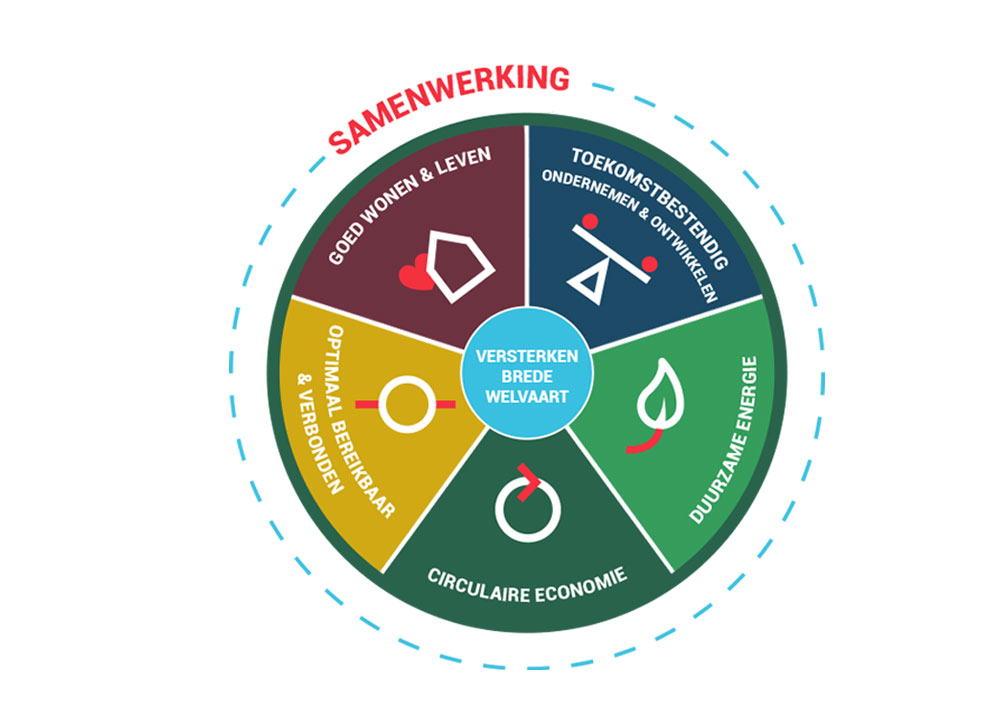 SAMENWERKING
GOED WONEN & LEVEN
TOEKOMSTBESTENDIG
ONDERNEMEN & ONTWIKKELEN
DUURZAME ENERGIE
CIRCULAIRE ECONOMIE
OPTIMAAL BEREIKBAAR
& VERBONDEN
VERSTERKEN
BREDE
WELVAART